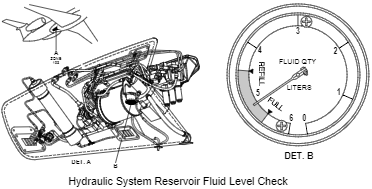 A
ZONE
DET. A
B
3
4
2
FLUID QTY
REFILL
LITERS
5
1
FULL
6
0
DET. B
Hydraulic System Reservoir Fluid Level Check